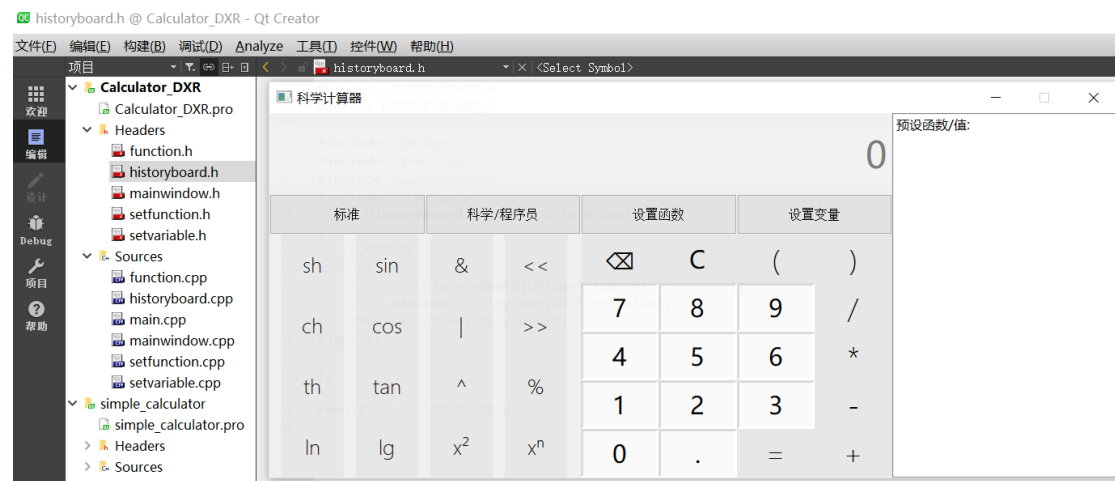 historyboard.h @ Calculator_DXR - Qt Creator
文件(F) 编辑(E) 构建(B) 调试(D) Analyze 工具(T) 控件(W) 帮助(H)
项目
historyboard.h
<Select Symbol>
欢迎
编辑
设计
Debug
项目
帮助
Calculator_DXR
Calculator_DXR.pro
Headers
function.h
historyboard.h
mainwindow.h
setfunction.h
setvariable.h
Sources
function.cpp
historyboard.cpp
main.cpp
mainwindow.cpp
setfunction.cpp
setvariable.cpp
simple_calculator
simple_calculator.pro
Headers
Sources
科学计算器
0
预设函数/值:
标准 科学/程序员 设置函数 设置变量
sh sin & << ⌫ C ( )
ch cos | >> 7 8 9 /
th tan ^ % 4 5 6 *
ln lg x² xⁿ 1 2 3 -
0 . = +